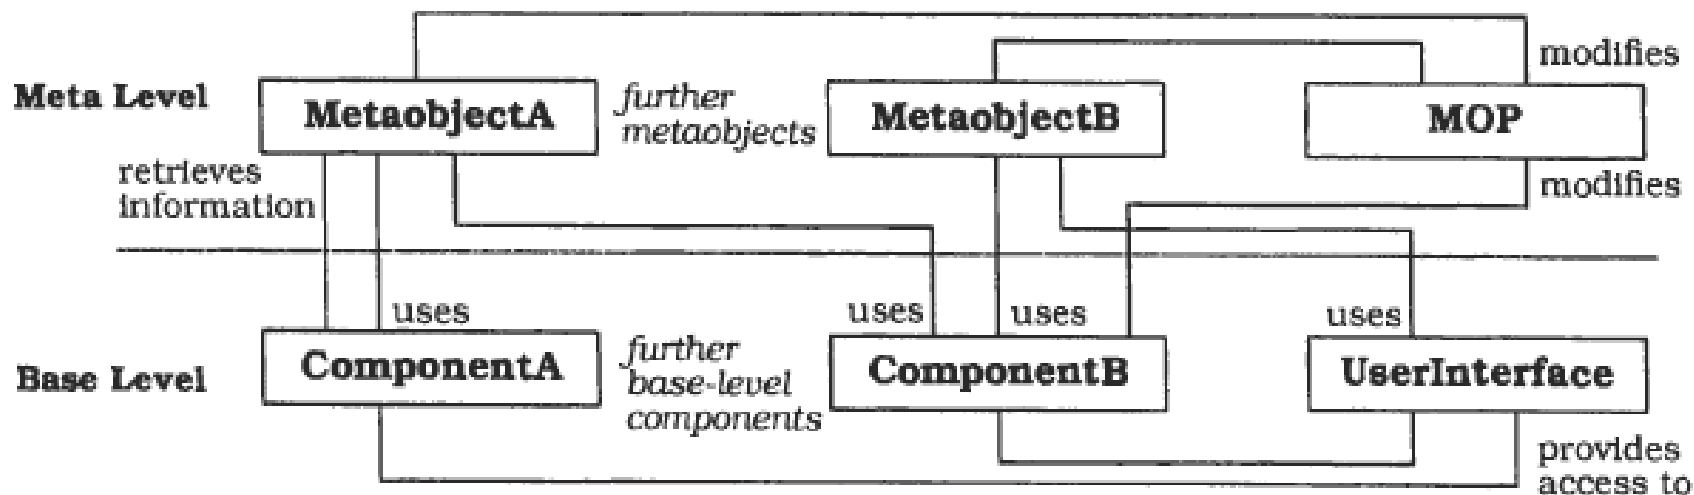 modifies
Meta Level
MetaobjectA
further
metaobjects
MetaobjectB
MOP
retrieves
information
modifies
uses
uses
uses
uses
Base Level
ComponentA
further
base-level
components
ComponentB
UserInterface
provides
access to